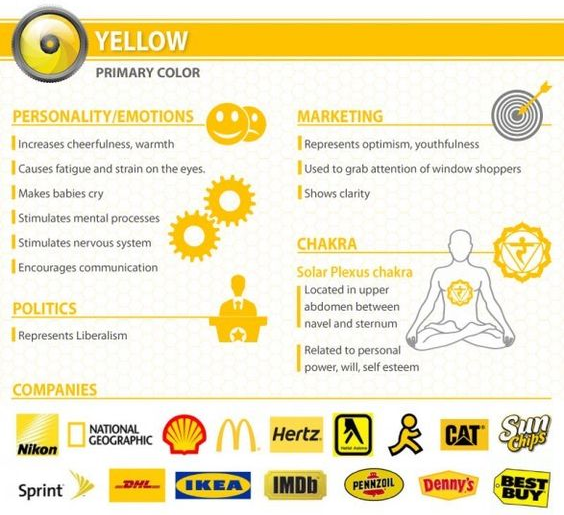 YELLOW
PRIMARY COLOR
PERSONALITY/EMOTIONS
Increases cheerfulness, warmth
Causes fatigue and strain on the eyes.
Makes babies cry
Stimulates mental processes
Stimulates nervous system
Encourages communication
POLITICS
Represents Liberalism
MARKETING
Represents optimism, youthfulness
Used to grab attention of window shoppers
Shows clarity
CHAKRA
Solar Plexus chakra
Located in upper
abdomen between
navel and sternum
Related to personal
power, will, self esteem
COMPANIES
Nikon
NATIONAL
GEOGRAPHIC
Hertz
CAT
Sun
Chips
Sprint
DHL
IKEA
IMDb
PENNZOIL
Denny's
BEST
BUY